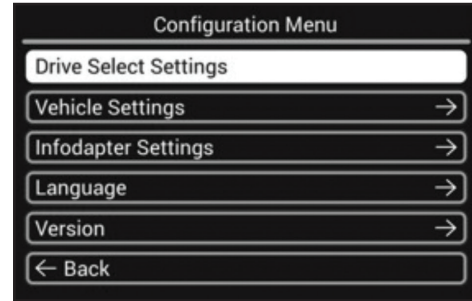 Configuration Menu
Drive Select Settings
Vehicle Settings →
Infodapter Settings →
Language →
Version →
← Back